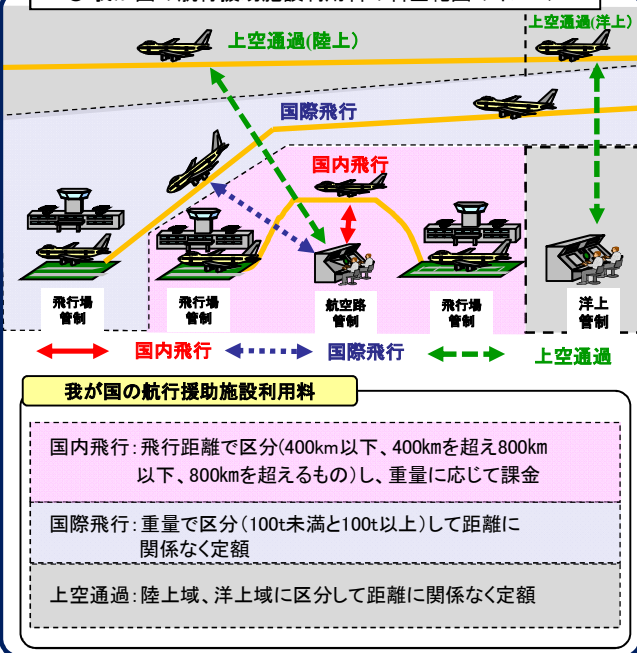 上空通過(陸上)
上空通過(洋上)
国際飛行
国内飛行
飛行場
管制
飛行場
管制
航空路
管制
飛行場
管制
洋上
管制
国内飛行
国際飛行
上空通過
我が国の航行援助施設利用料
国内飛行：飛行距離で区分(400km以下、400kmを超え800km
以下、800kmを超えるもの)し、重量に応じて課金
国際飛行：重量で区分（100t未満と100t以上）して距離に
関係なく定額
上空通過：陸上域、洋上域に区分して距離に関係なく定額